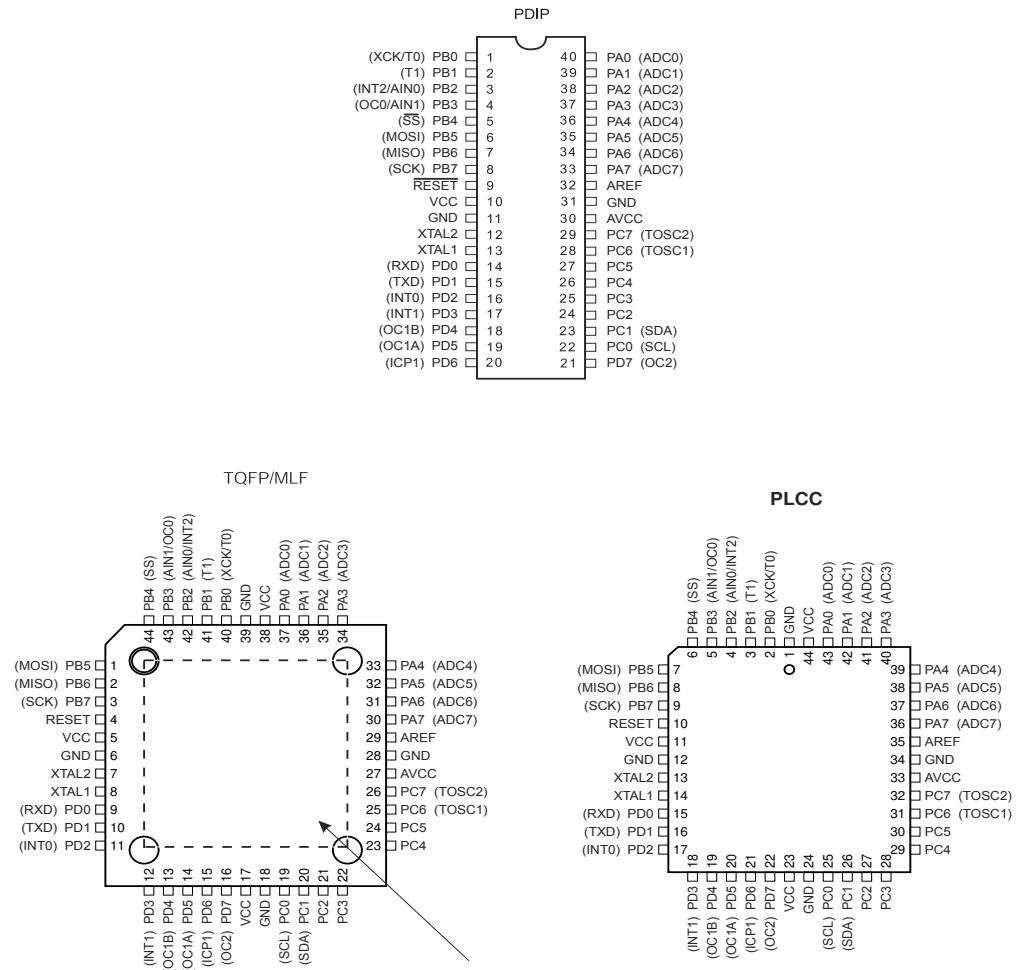 PDIP
(XCK/T0) PB0 1 40 PA0 (ADC0)
(T1) PB1 2 39 PA1 (ADC1)
(INT2/AIN0) PB2 3 38 PA2 (ADC2)
(OC0/AIN1) PB3 4 37 PA3 (ADC3)
(SS) PB4 5 36 PA4 (ADC4)
(MOSI) PB5 6 35 PA5 (ADC5)
(MISO) PB6 7 34 PA6 (ADC6)
(SCK) PB7 8 33 PA7 (ADC7)
RESET 9 32 AREF
VCC 10 31 GND
GND 11 30 AVCC
XTAL2 12 29 PC7 (TOSC2)
XTAL1 13 28 PC6 (TOSC1)
(RXD) PD0 14 27 PC5
(TXD) PD1 15 26 PC4
(INT0) PD2 16 25 PC3
(INT1) PD3 17 24 PC2
(OC1B) PD4 18 23 PC1 (SDA)
(OC1A) PD5 19 22 PC0 (SCL)
(ICP1) PD6 20 21 PD7 (OC2)
TQFP/MLF
44 PB4 (SS)
43 PB3 (AIN1/OC0)
42 PB2 (AIN0/INT2)
41 PB1 (T1)
40 PB0 (XCK/T0)
39 GND
38 VCC
37 PA0 (ADC0)
36 PA1 (ADC1)
35 PA2 (ADC2)
34 PA3 (ADC3)
(MOSI) PB5 1 33 PA4 (ADC4)
(MISO) PB6 2 32 PA5 (ADC5)
(SCK) PB7 3 31 PA6 (ADC6)
RESET 4 30 PA7 (ADC7)
VCC 5 29 AREF
GND 6 28 GND
XTAL2 7 27 AVCC
XTAL1 8 26 PC7 (TOSC2)
(RXD) PD0 9 25 PC6 (TOSC1)
(TXD) PD1 10 24 PC5
(INT0) PD2 11 23 PC4
(INT1) PD3 12
(OC1B) PD4 13
(OC1A) PD5 14
(ICP1) PD6 15
(OC2) PD7 16
VCC 17
GND 18
(SCL) PC0 19
(SDA) PC1 20
PC2 21
PC3 22
PLCC
6 PB4 (SS)
5 PB3 (AIN1/OC0)
4 PB2 (AIN0/INT2)
3 PB1 (T1)
2 PB0 (XCK/T0)
1 GND
44 VCC
43 PA0 (ADC0)
42 PA1 (ADC1)
41 PA2 (ADC2)
40 PA3 (ADC3)
(MOSI) PB5 7 39 PA4 (ADC4)
(MISO) PB6 8 38 PA5 (ADC5)
(SCK) PB7 9 37 PA6 (ADC6)
RESET 10 36 PA7 (ADC7)
VCC 11 35 AREF
GND 12 34 GND
XTAL2 13 33 AVCC
XTAL1 14 32 PC7 (TOSC2)
(RXD) PD0 15 31 PC6 (TOSC1)
(TXD) PD1 16 30 PC5
(INT0) PD2 17 29 PC4
(INT1) PD3 18
(OC1B) PD4 19
(OC1A) PD5 20
(ICP1) PD6 21
(OC2) PD7 22
VCC 23
GND 24
(SCL) PC0 25
(SDA) PC1 26
PC2 27
PC3 28